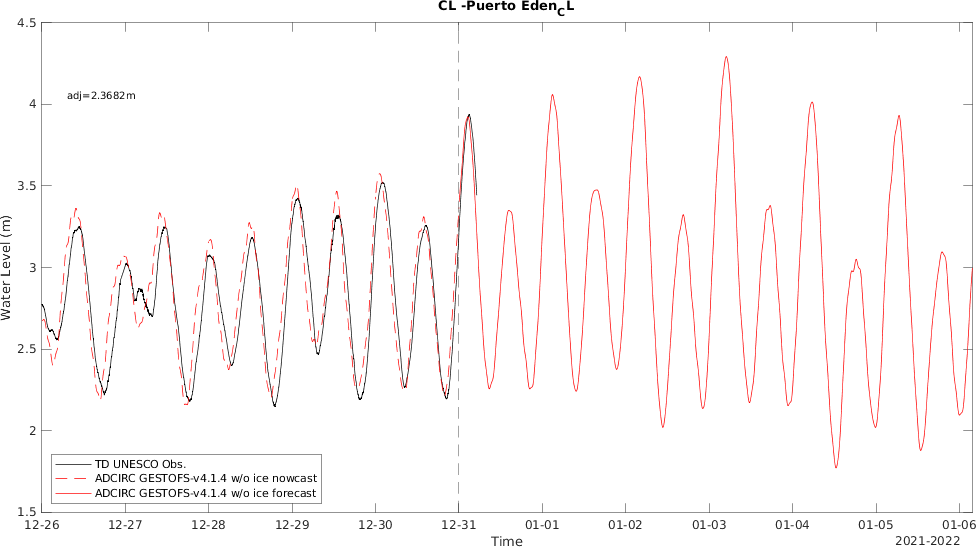 CL -Puerto Eden_CL
4.5
4
3.5
3
2.5
2
1.5
Water Level (m)
adj=2.3682m
TD UNESCO Obs.
ADCIRC GESTOFS-v4.1.4 w/o ice nowcast
ADCIRC GESTOFS-v4.1.4 w/o ice forecast
12-26 12-27 12-28 12-29 12-30 12-31 01-01 01-02 01-03 01-04 01-05 01-06
Time
2021-2022